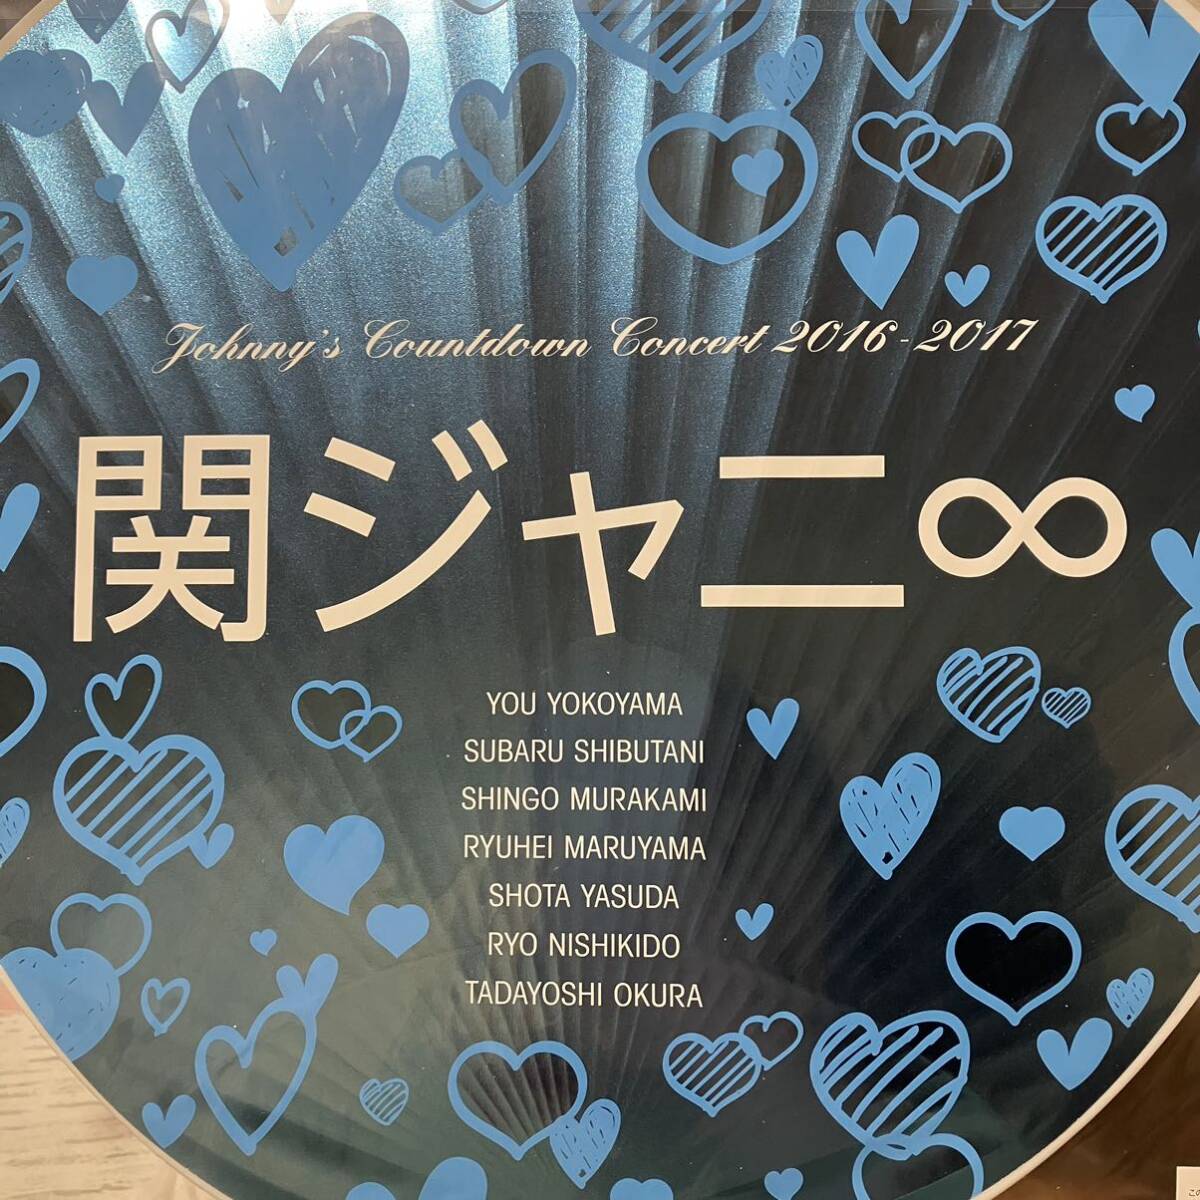 Johnny's Countdown Concert 2016-2017
関ジャニ∞
YOU YOKOYAMA
SUBARU SHIBUTANI
SHINGO MURAKAMI
RYUHEI MARUYAMA
SHOTA YASUDA
RYO NISHIKIDO
TADAYOSHI OKURA